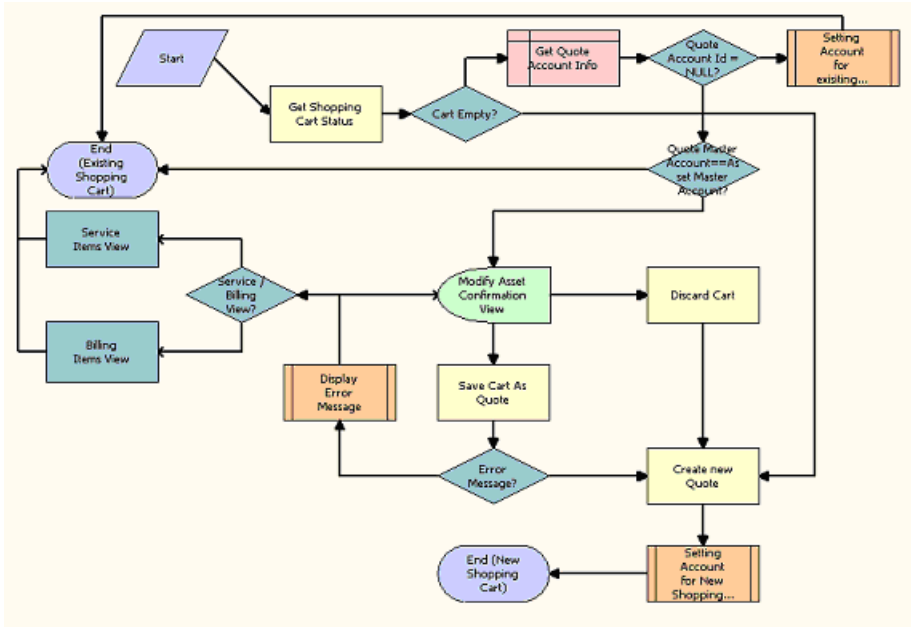 Start
Get Shopping
Cart Status
Cart Empty?
Get Quote
Account Info
Quote
Account Id =
NULL?
Setting
Account
for
exisiting...
End
(Existing
Shopping
Cart)
Quote Master
Account==As
set Master
Account?
Service
Items View
Service /
Billing
View?
Modify Asset
Confirmation
View
Discard Cart
Billing
Items View
Display
Error
Message
Save Cart As
Quote
Error
Message?
Create new
Quote
End (New
Shopping
Cart)
Setting
Account
for New
Shopping...